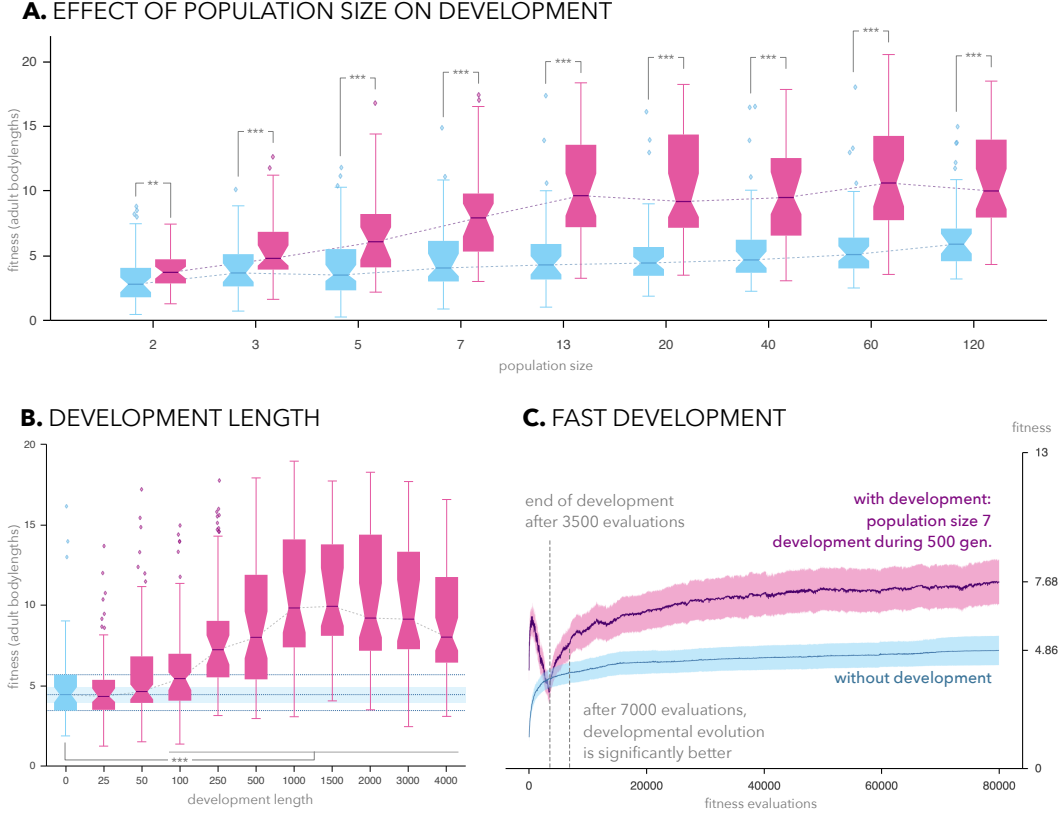 A. EFFECT OF POPULATION SIZE ON DEVELOPMENT
fitness (adult bodylengths)
20
15
10
5
0
**
***
***
***
***
***
***
***
***
2 3 5 7 13 20 40 60 120
population size
B. DEVELOPMENT LENGTH
fitness (adult bodylengths)
20
15
10
5
0
***
0 25 50 100 250 500 1000 1500 2000 3000 4000
development length
C. FAST DEVELOPMENT
fitness
13
7.68
4.86
0
end of development
after 3500 evaluations
with development:
population size 7
development during 500 gen.
without development
after 7000 evaluations,
developmental evolution
is significantly better
0 20000 40000 60000 80000
fitness evaluations